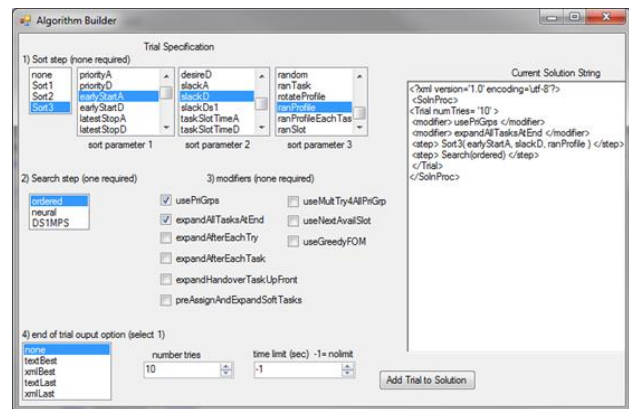 Algorithm Builder
Trial Specification
1) Sort step (none required)
none
Sort1
Sort2
Sort3
priorityA
priorityD
earlyStartA
earlyStartD
latestStopA
latestStopD
sort parameter 1
desireD
slackA
slackD
slackDs1
taskSlotTimeA
taskSlotTimeD
sort parameter 2
random
ranTask
rotateProfile
ranProfile
ranProfileEachTas
ranSlot
sort parameter 3
Current Solution String
<?xml version='1.0' encoding='utf-8'?>
<SolnProc>
<Trial numTries= '10' >
<modifier> usePriGrps </modifier>
<modifier> expandAllTasksAtEnd </modifier>
<step> Sort3( earlyStartA, slackD, ranProfile ) </step>
<step> Search(ordered) </step>
</Trial>
</SolnProc>
2) Search step (one required)
ordered
neural
DS1MPS
3) modifiers (none required)
usePriGrps
expandAllTasksAtEnd
expandAfterEachTry
expandAfterEachTask
expandHandoverTaskUpFront
preAssignAndExpandSoftTasks
useMultTry4AllPriGrp
useNextAvailSlot
useGreedyFOM
4) end of trial ouput option (select 1)
none
textBest
xmlBest
textLast
xmlLast
number tries
10
time limit (sec) -1= nolimit
-1
Add Trial to Solution